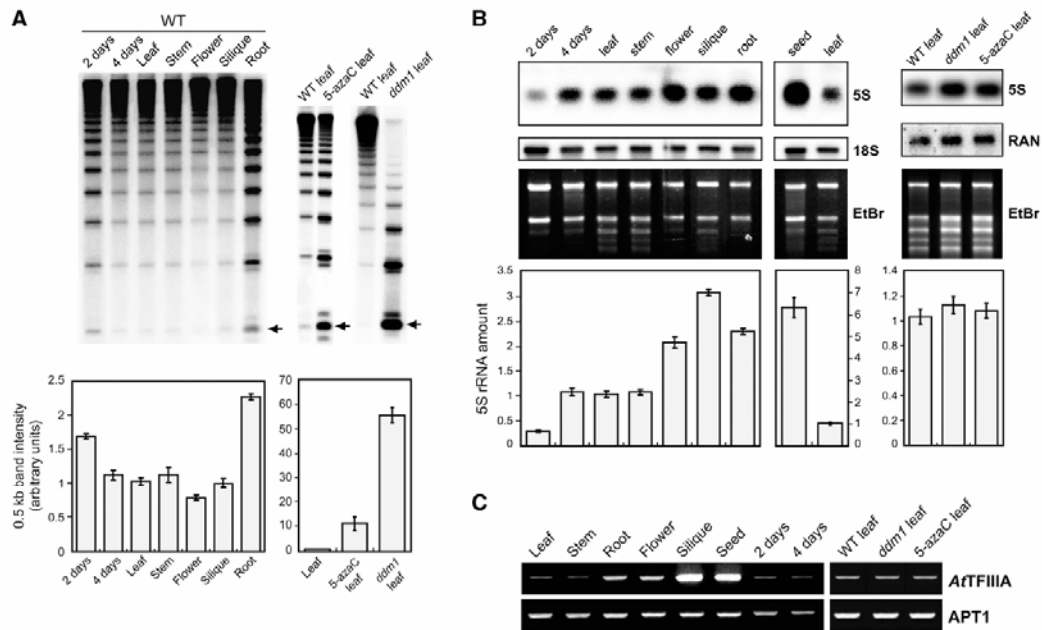 A
WT
2 days
4 days
Leaf
Stem
Flower
Silique
Root
WT leaf
5-azaC leaf
WT leaf
ddm1 leaf
0.5 kb band intensity
(arbitrary units)
2.5
2
1.5
1
0.5
0
2 days
4 days
Leaf
Stem
Flower
Silique
Root
70
60
50
40
30
20
10
0
Leaf
5-azaC leaf
ddm1 leaf
B
2 days
4 days
leaf
stem
flower
silique
root
seed
leaf
WT leaf
ddm1 leaf
5-azaC leaf
5S
5S
18S
RAN
EtBr
EtBr
5S rRNA amount
3.5
3
2.5
2
1.5
1
0.5
0
8
7
6
5
4
3
2
1
0
1.4
1.2
1
0.8
0.6
0.4
0.2
0
C
Leaf
Stem
Root
Flower
Silique
Seed
2 days
4 days
WT leaf
ddm1 leaf
5-azaC leaf
AtTFIIIA
APT1